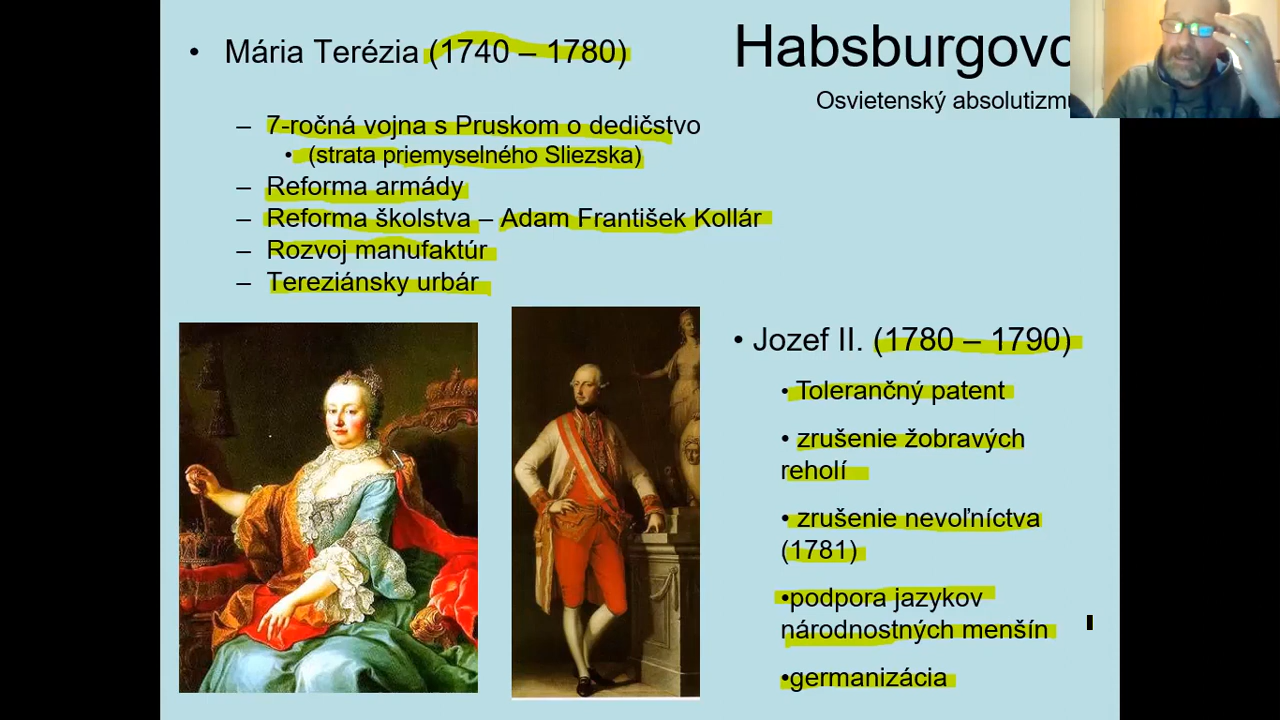 Habsburgovc
Osvietenský absolutizmu
• Mária Terézia (1740 – 1780)
– 7-ročná vojna s Pruskom o dedičstvo
• (strata priemyselného Sliezska)
– Reforma armády
– Reforma školstva – Adam František Kollár
– Rozvoj manufaktúr
– Tereziánsky urbár
• Jozef II. (1780 – 1790)
• Tolerančný patent
• zrušenie žobravých
reholí
• zrušenie nevoľníctva
(1781)
•podpora jazykov
národnostných menšín
•germanizácia